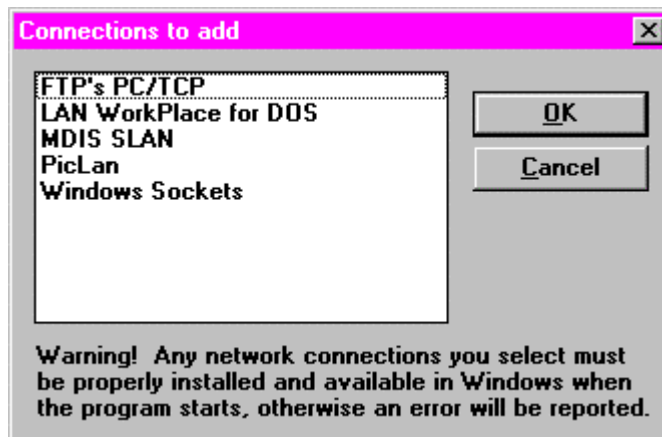 Connections to add
FTP's PC/TCP
LAN WorkPlace for DOS
MDIS SLAN
PicLan
Windows Sockets
OK
Cancel
Warning!  Any network connections you select must
be properly installed and available in Windows when
the program starts, otherwise an error will be reported.